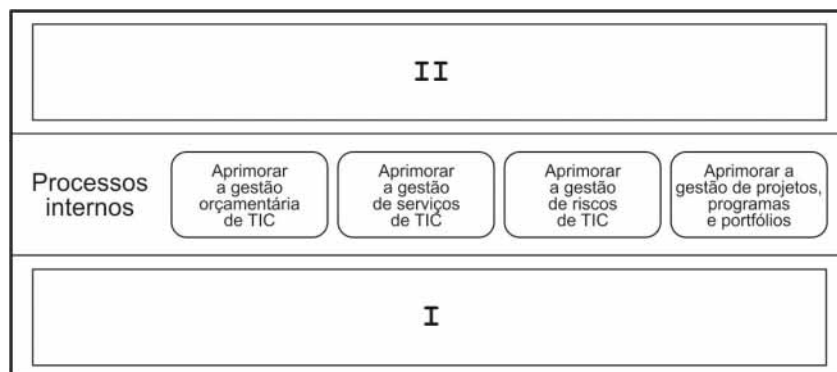 II
Processos
internos
Aprimorar
a gestão
orçamentária
de TIC
Aprimorar
a gestão
de serviços
de TIC
Aprimorar
a gestão
de riscos
de TIC
Aprimorar a
gestão de projetos,
programas
e portfólios
I